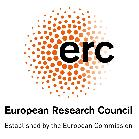 erc
European Research Council
Established by the European Commission